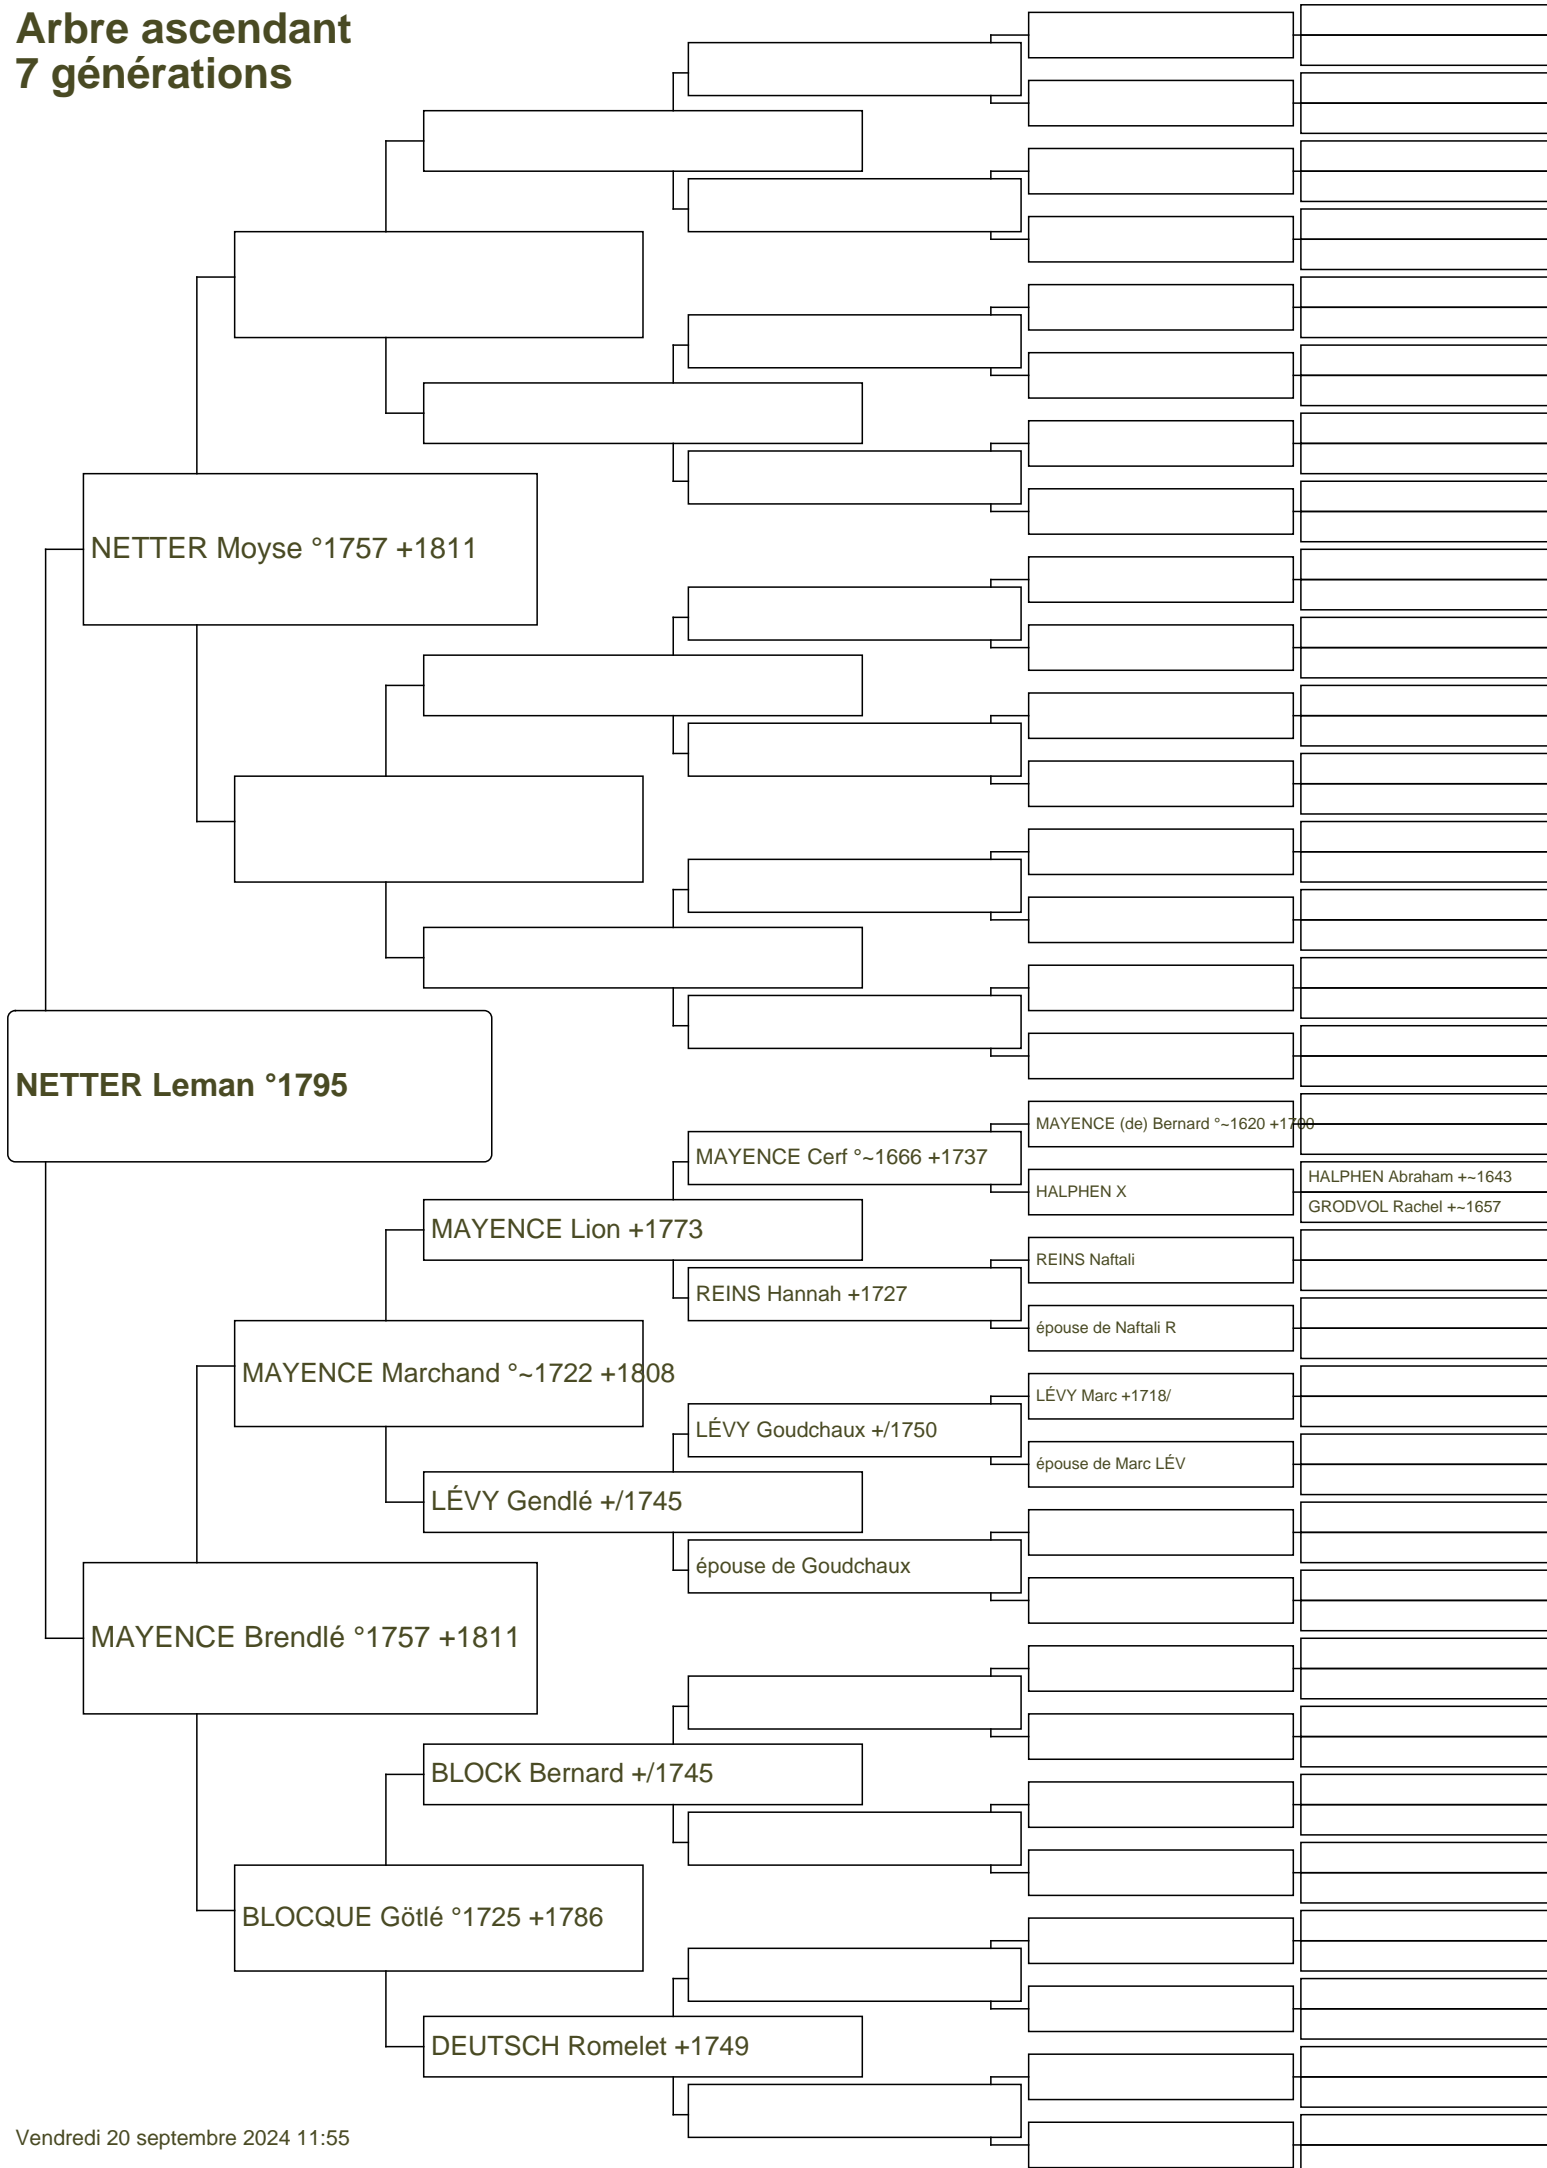 Arbre ascendant
7 générations
NETTER Moyse °1757 +1811
NETTER Leman °1795
MAYENCE (de) Bernard °~1620 +1700
MAYENCE Cerf °~1666 +1737
HALPHEN Abraham +~1643
HALPHEN X
GRODVOL Rachel +~1657
MAYENCE Lion +1773
REINS Naftali
REINS Hannah +1727
épouse de Naftali R
MAYENCE Marchand °~1722 +1808
LÉVY Marc +1718/
LÉVY Goudchaux +/1750
épouse de Marc LÉV
LÉVY Gendlé +/1745
épouse de Goudchaux
MAYENCE Brendlé °1757 +1811
BLOCK Bernard +/1745
BLOCQUE Götlé °1725 +1786
DEUTSCH Romelet +1749
Vendredi 20 septembre 2024 11:55